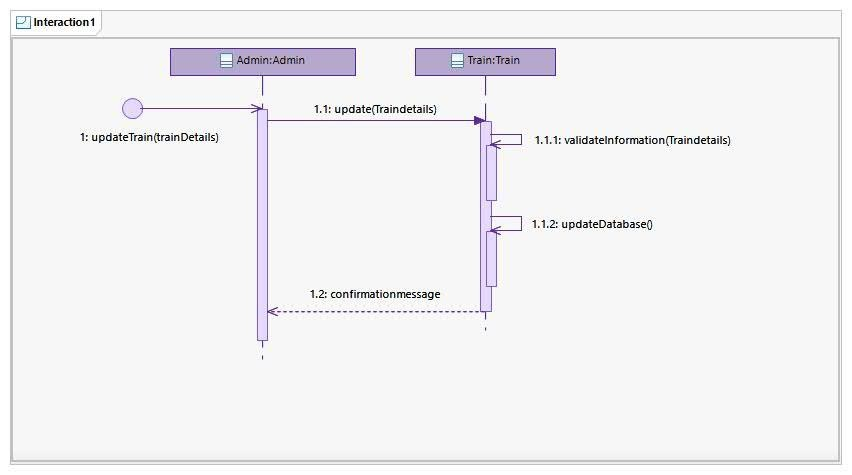 Interaction1
Admin:Admin
Train:Train
1.1: update(Traindetails)
1: updateTrain(trainDetails)
1.1.1: validateInformation(Traindetails)
1.1.2: updateDatabase()
1.2: confirmationmessage